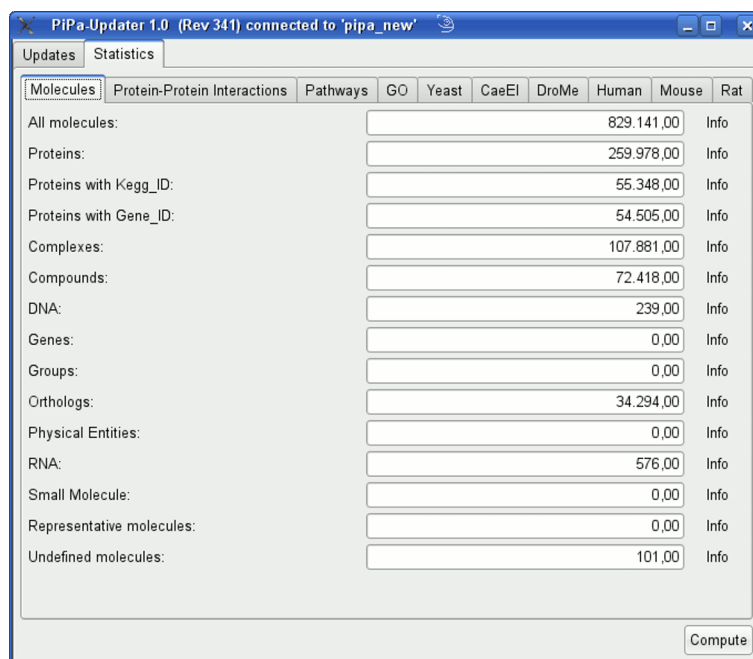 PiPa-Updater 1.0 (Rev 341) connected to 'pipa_new'
Updates Statistics
Molecules Protein-Protein Interactions Pathways GO Yeast CaeEl DroMe Human Mouse Rat
All molecules: 829.141,00 Info
Proteins: 259.978,00 Info
Proteins with Kegg_ID: 55.348,00 Info
Proteins with Gene_ID: 54.505,00 Info
Complexes: 107.881,00 Info
Compounds: 72.418,00 Info
DNA: 239,00 Info
Genes: 0,00 Info
Groups: 0,00 Info
Orthologs: 34.294,00 Info
Physical Entities: 0,00 Info
RNA: 576,00 Info
Small Molecule: 0,00 Info
Representative molecules: 0,00 Info
Undefined molecules: 101,00 Info
Compute